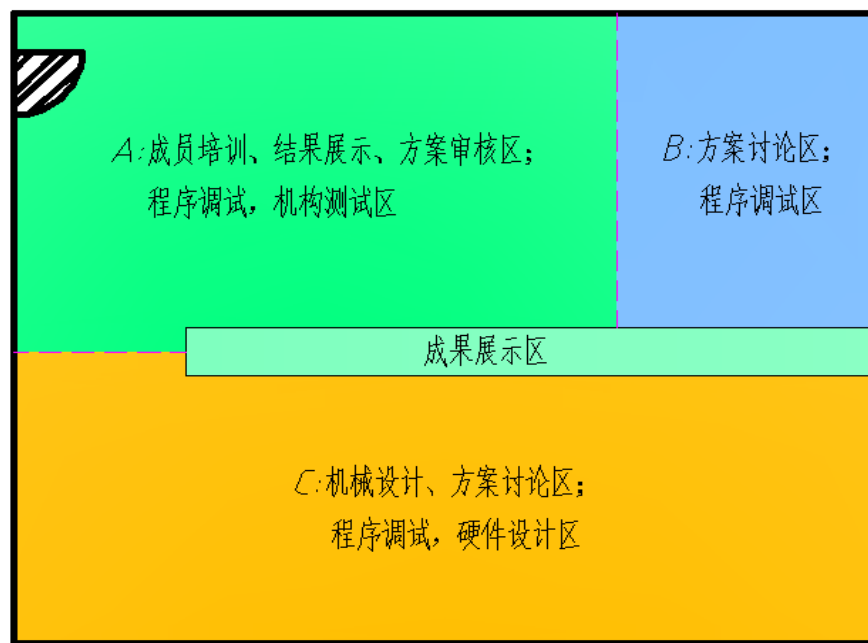 A:成员培训、结果展示、方案审核区；
程序调试，机构测试区
B:方案讨论区；
程序调试区
成果展示区
C:机械设计、方案讨论区；
程序调试，硬件设计区